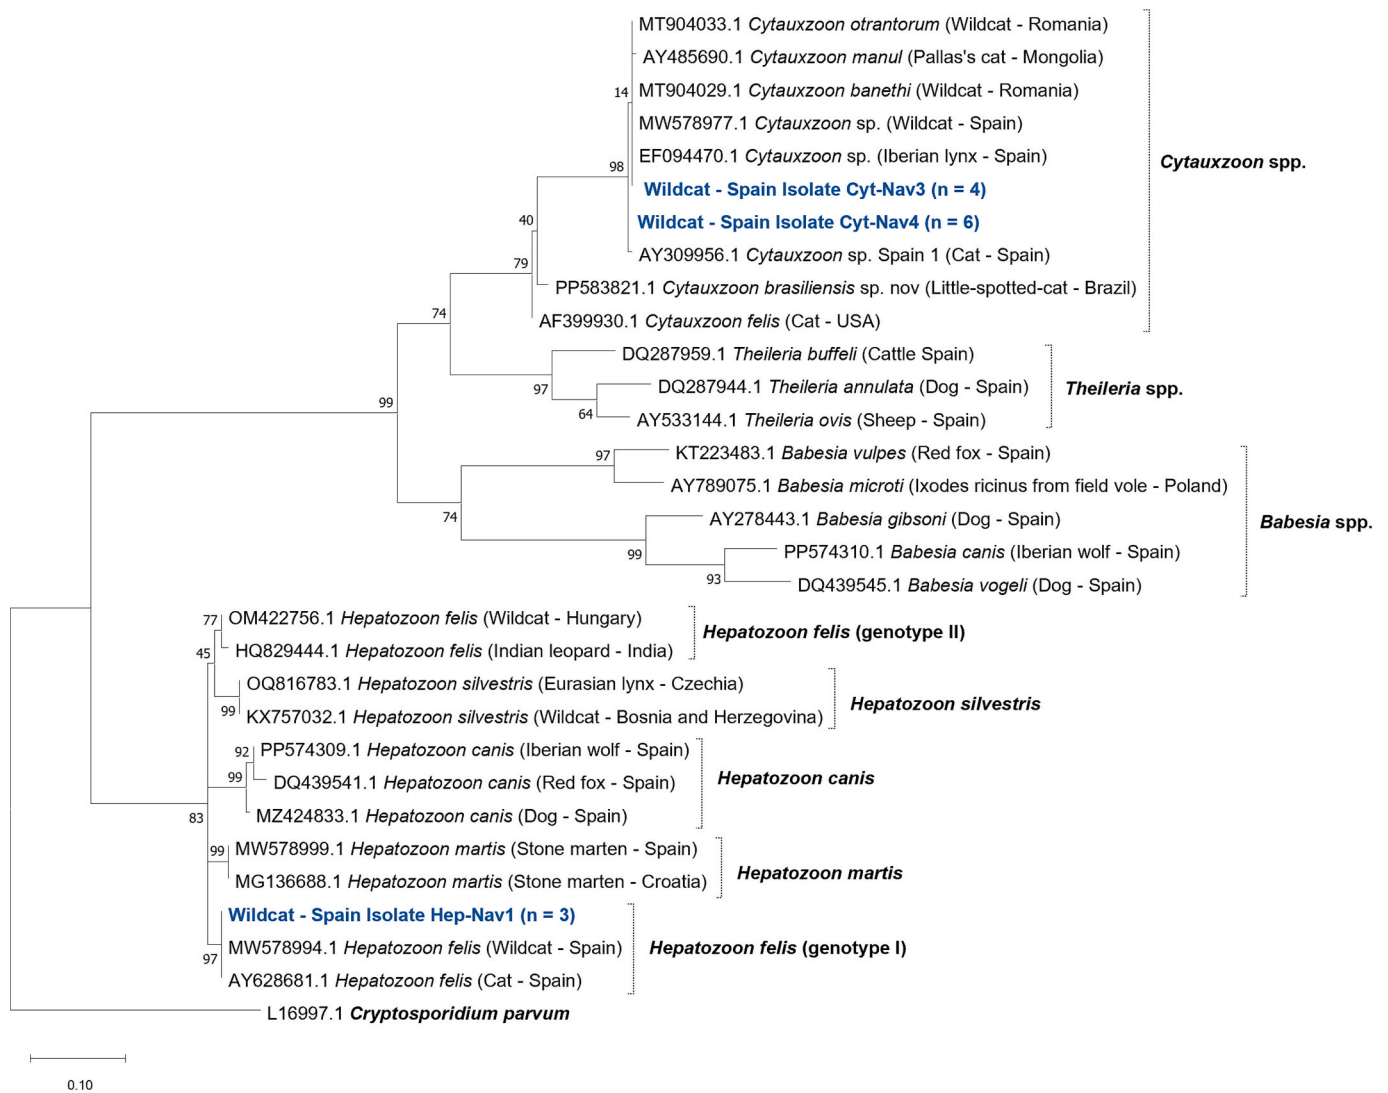 MT904033.1 Cytauxzoon otrantorum (Wildcat - Romania)
AY485690.1 Cytauxzoon manul (Pallas's cat - Mongolia)
14
MT904029.1 Cytauxzoon banethi (Wildcat - Romania)
MW578977.1 Cytauxzoon sp. (Wildcat - Spain)
98
EF094470.1 Cytauxzoon sp. (Iberian lynx - Spain)
Cytauxzoon spp.
Wildcat - Spain Isolate Cyt-Nav3 (n = 4)
40
Wildcat - Spain Isolate Cyt-Nav4 (n = 6)
79
AY309956.1 Cytauxzoon sp. Spain 1 (Cat - Spain)
PP583821.1 Cytauxzoon brasiliensis sp. nov (Little-spotted-cat - Brazil)
74
AF399930.1 Cytauxzoon felis (Cat - USA)
DQ287959.1 Theileria buffeli (Cattle Spain)
97
DQ287944.1 Theileria annulata (Dog - Spain)
Theileria spp.
99
64
AY533144.1 Theileria ovis (Sheep - Spain)
97
KT223483.1 Babesia vulpes (Red fox - Spain)
AY789075.1 Babesia microti (Ixodes ricinus from field vole - Poland)
74
AY278443.1 Babesia gibsoni (Dog - Spain)
Babesia spp.
99
PP574310.1 Babesia canis (Iberian wolf - Spain)
93
DQ439545.1 Babesia vogeli (Dog - Spain)
77
OM422756.1 Hepatozoon felis (Wildcat - Hungary)
Hepatozoon felis (genotype II)
45
HQ829444.1 Hepatozoon felis (Indian leopard - India)
OQ816783.1 Hepatozoon silvestris (Eurasian lynx - Czechia)
Hepatozoon silvestris
99
KX757032.1 Hepatozoon silvestris (Wildcat - Bosnia and Herzegovina)
92
PP574309.1 Hepatozoon canis (Iberian wolf - Spain)
99
DQ439541.1 Hepatozoon canis (Red fox - Spain)
Hepatozoon canis
83
MZ424833.1 Hepatozoon canis (Dog - Spain)
99
MW578999.1 Hepatozoon martis (Stone marten - Spain)
Hepatozoon martis
MG136688.1 Hepatozoon martis (Stone marten - Croatia)
Wildcat - Spain Isolate Hep-Nav1 (n = 3)
97
MW578994.1 Hepatozoon felis (Wildcat - Spain)
Hepatozoon felis (genotype I)
AY628681.1 Hepatozoon felis (Cat - Spain)
L16997.1 Cryptosporidium parvum
0.10